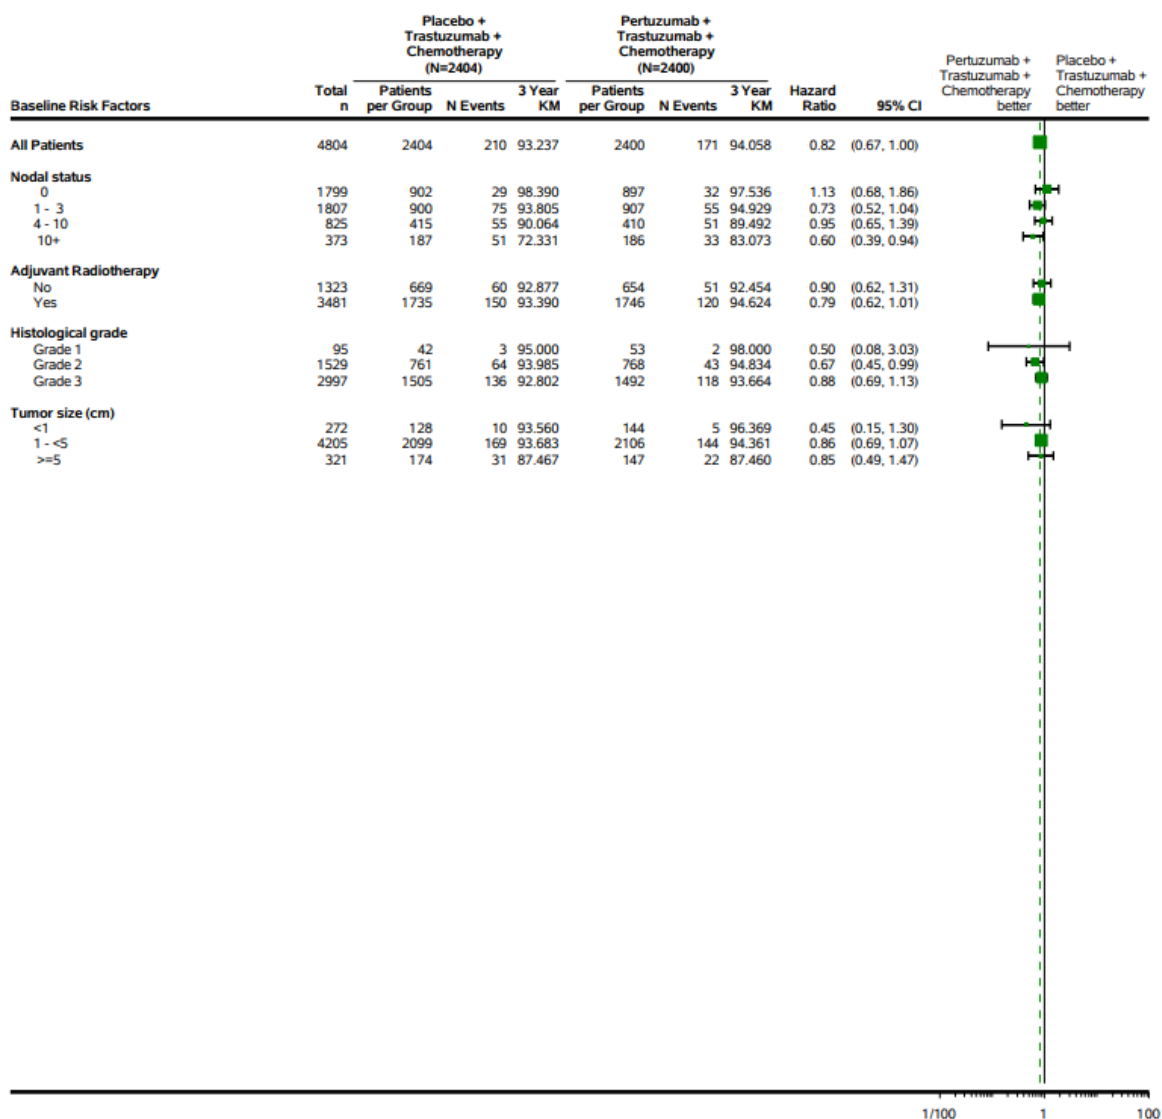 Placebo +
Trastuzumab +
Chemotherapy
(N=2404)
Pertuzumab +
Trastuzumab +
Chemotherapy
(N=2400)
Pertuzumab +
Trastuzumab +
Chemotherapy
better
Placebo +
Trastuzumab +
Chemotherapy
better
Baseline Risk Factors Total n Patients per Group N Events 3 Year KM Patients per Group N Events 3 Year KM Hazard Ratio 95% CI
All Patients 4804 2404 210 93.237 2400 171 94.058 0.82 (0.67, 1.00)
Nodal status
0 1799 902 29 98.390 897 32 97.536 1.13 (0.68, 1.86)
1 - 3 1807 900 75 93.805 907 55 94.929 0.73 (0.52, 1.04)
4 - 10 825 415 55 90.064 410 51 89.492 0.95 (0.65, 1.39)
10+ 373 187 51 72.331 186 33 83.073 0.60 (0.39, 0.94)
Adjuvant Radiotherapy
No 1323 669 60 92.877 654 51 92.454 0.90 (0.62, 1.31)
Yes 3481 1735 150 93.390 1746 120 94.624 0.79 (0.62, 1.01)
Histological grade
Grade 1 95 42 3 95.000 53 2 98.000 0.50 (0.08, 3.03)
Grade 2 1529 761 64 93.985 768 43 94.834 0.67 (0.45, 0.99)
Grade 3 2997 1505 136 92.802 1492 118 93.664 0.88 (0.69, 1.13)
Tumor size (cm)
<1 272 128 10 93.560 144 5 96.369 0.45 (0.15, 1.30)
1 - <5 4205 2099 169 93.683 2106 144 94.361 0.86 (0.69, 1.07)
>=5 321 174 31 87.467 147 22 87.460 0.85 (0.49, 1.47)
1/100 1 100